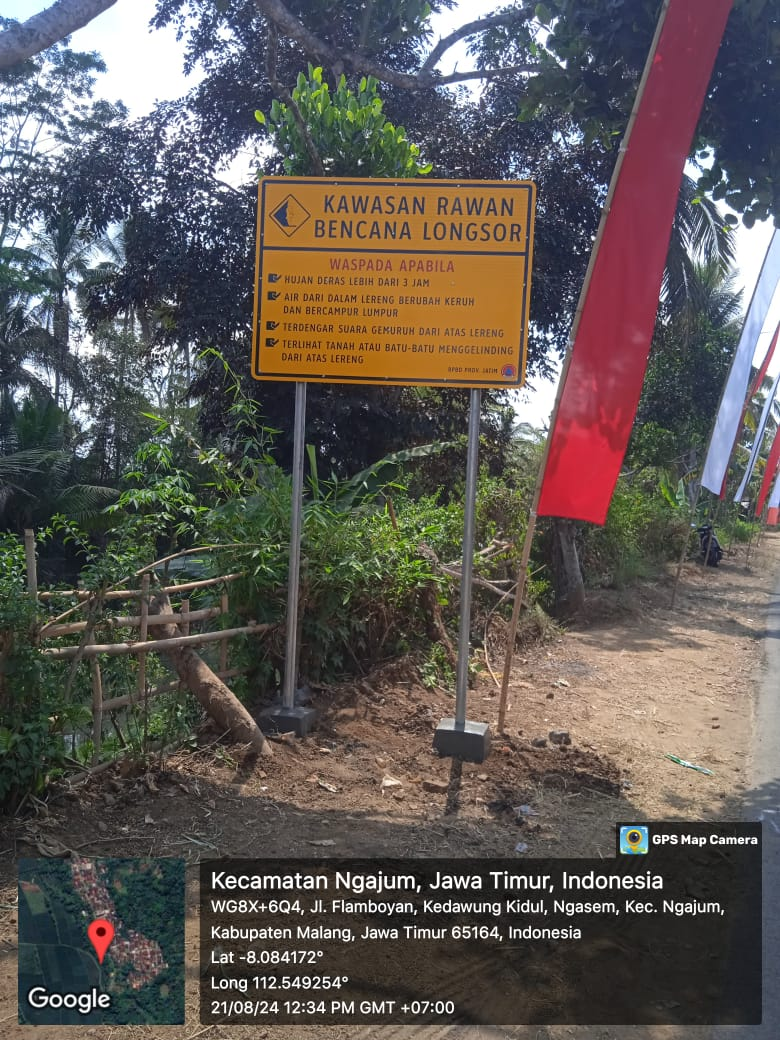 KAWASAN RAWAN
BENCANA LONGSOR
WASPADA APABILA
HUJAN DERAS LEBIH DARI 3 JAM
AIR DARI DALAM LERENG BERUBAH KERUH
DAN BERCAMPUR LUMPUR
TERDENGAR SUARA GEMURUH DARI ATAS LERENG
TERLIHAT TANAH ATAU BATU-BATU MENGGELINDING
DARI ATAS LERENG
BPBD PROV. JATIM
GPS Map Camera
Kecamatan Ngajum, Jawa Timur, Indonesia
WG8X+6Q4, Jl. Flamboyan, Kedawung Kidul, Ngasem, Kec. Ngajum,
Kabupaten Malang, Jawa Timur 65164, Indonesia
Lat -8.084172°
Long 112.549254°
21/08/24 12:34 PM GMT +07:00
Google